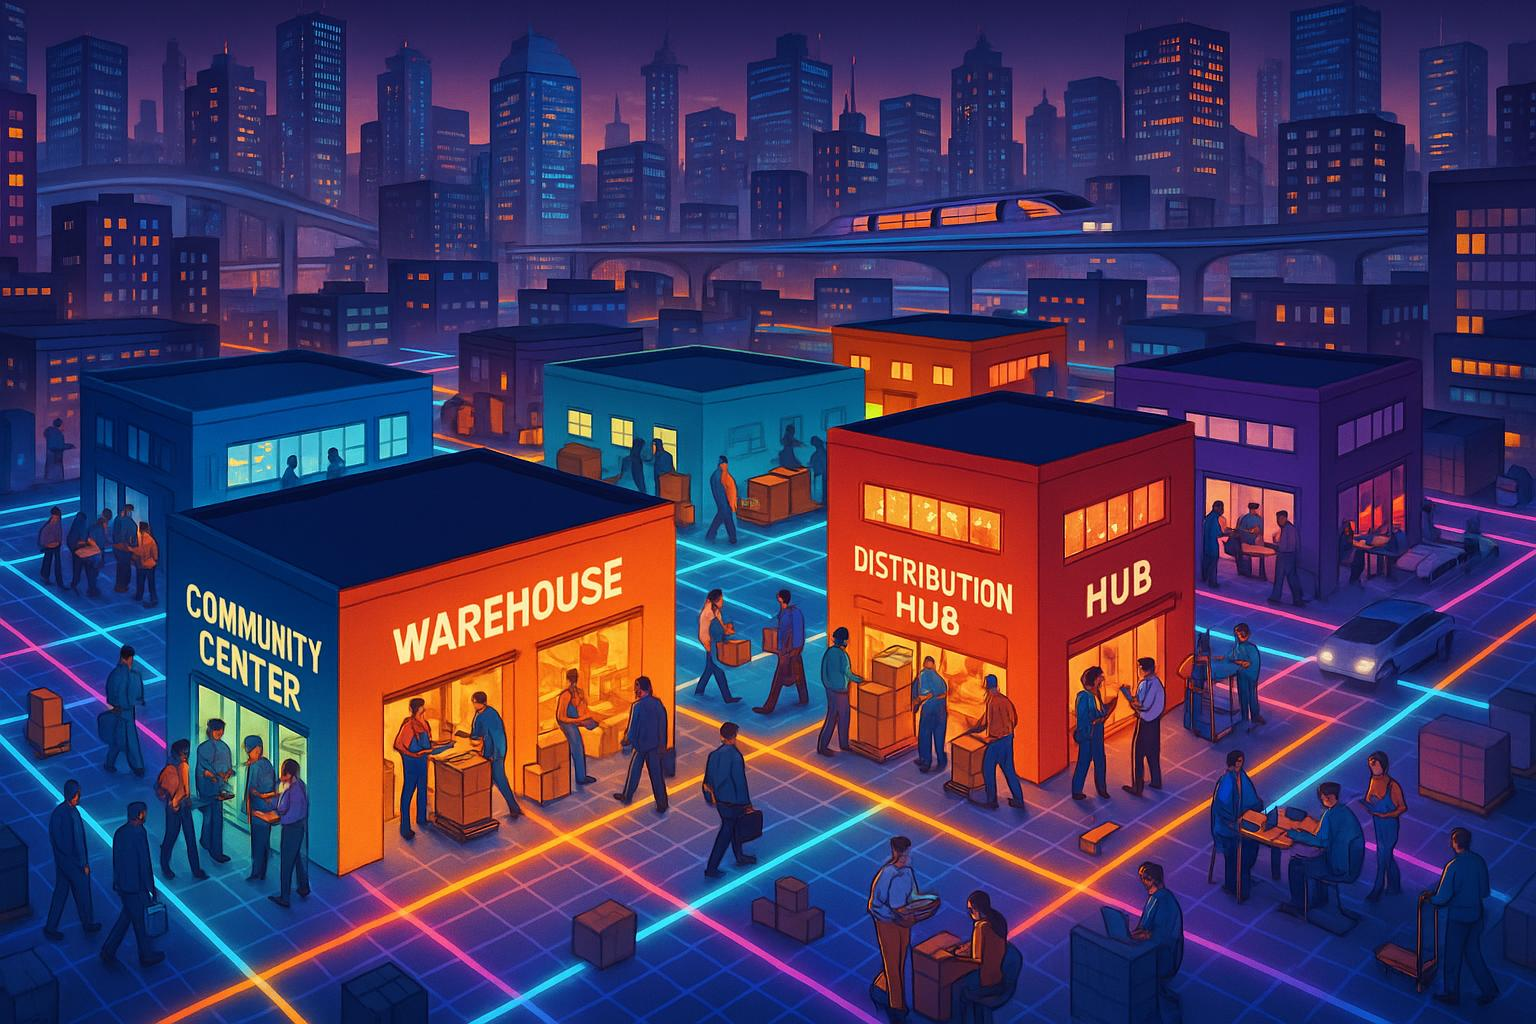 COMMUNITY
CENTER
WAREHOUSE
DISTRIBUTION
HU8
HUB